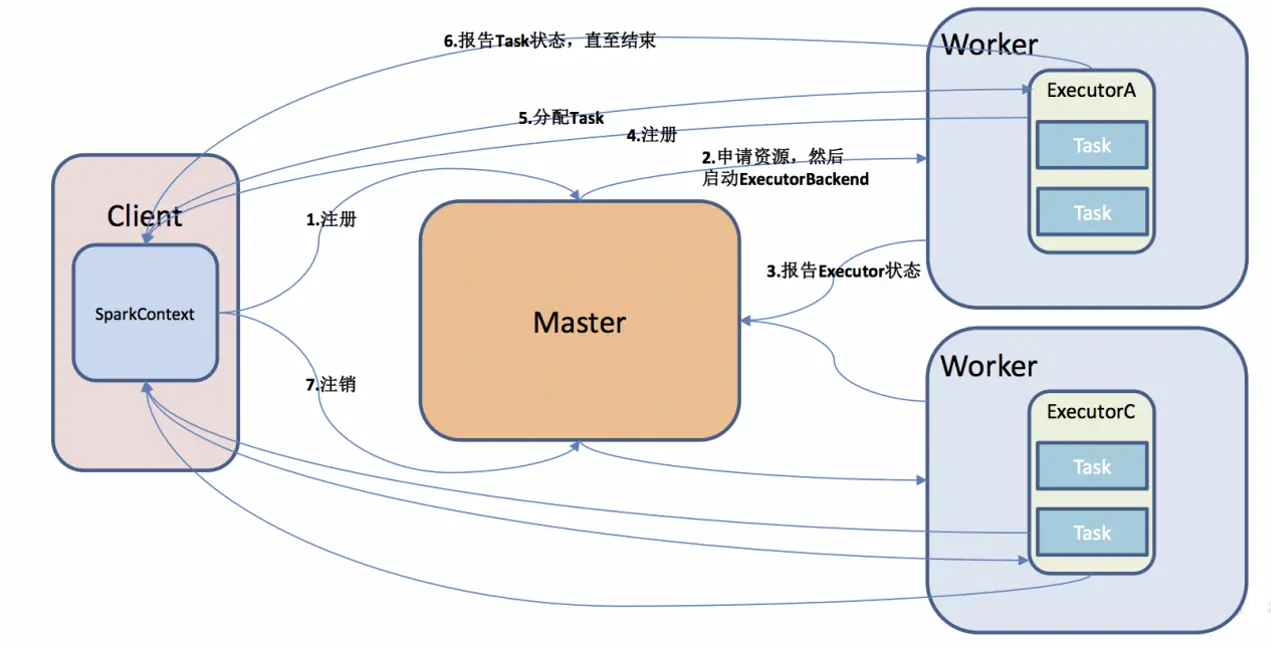 6.报告Task状态，直至结束
Worker
ExecutorA
5.分配Task
4.注册
Task
2.申请资源，然后
启动ExecutorBackend
Client
1.注册
Task
3.报告Executor状态
SparkContext
Master
Worker
7.注销
ExecutorC
Task
Task